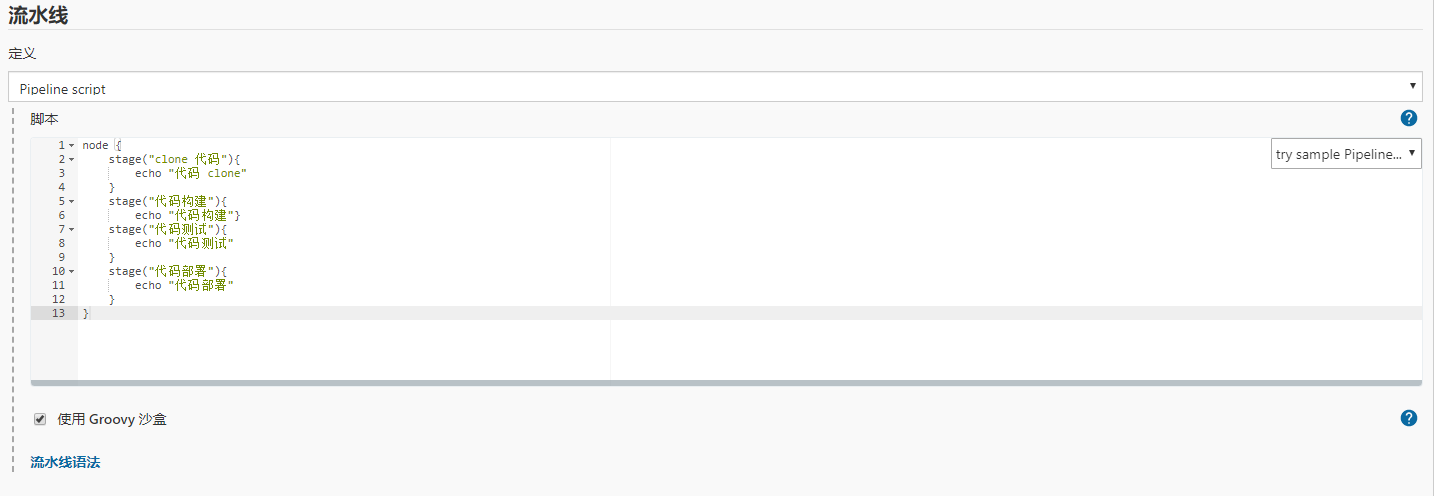 流水线
定义
Pipeline script
脚本
try sample Pipeline...
1 node {
2 stage("clone 代码"){
3 echo "代码 clone"
4 }
5 stage("代码构建"){
6 echo "代码构建"}
7 stage("代码测试"){
8 echo "代码测试"
9 }
10 stage("代码部署"){
11 echo "代码部署"
12 }
13 }
使用 Groovy 沙盒
流水线语法